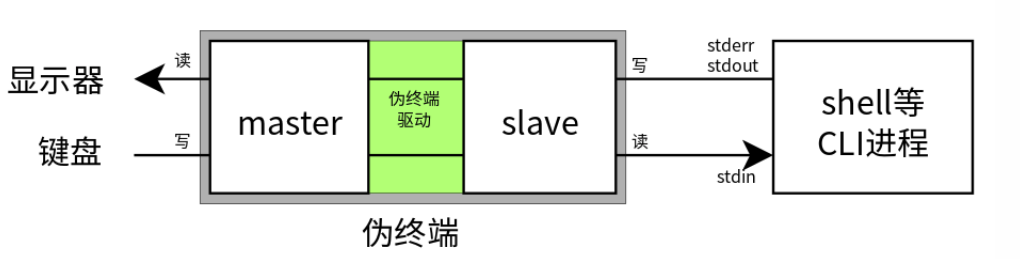 显示器
键盘
读
写
master
伪终端
驱动
slave
伪终端
写
读
stderr
stdout
stdin
shell等
CLI进程